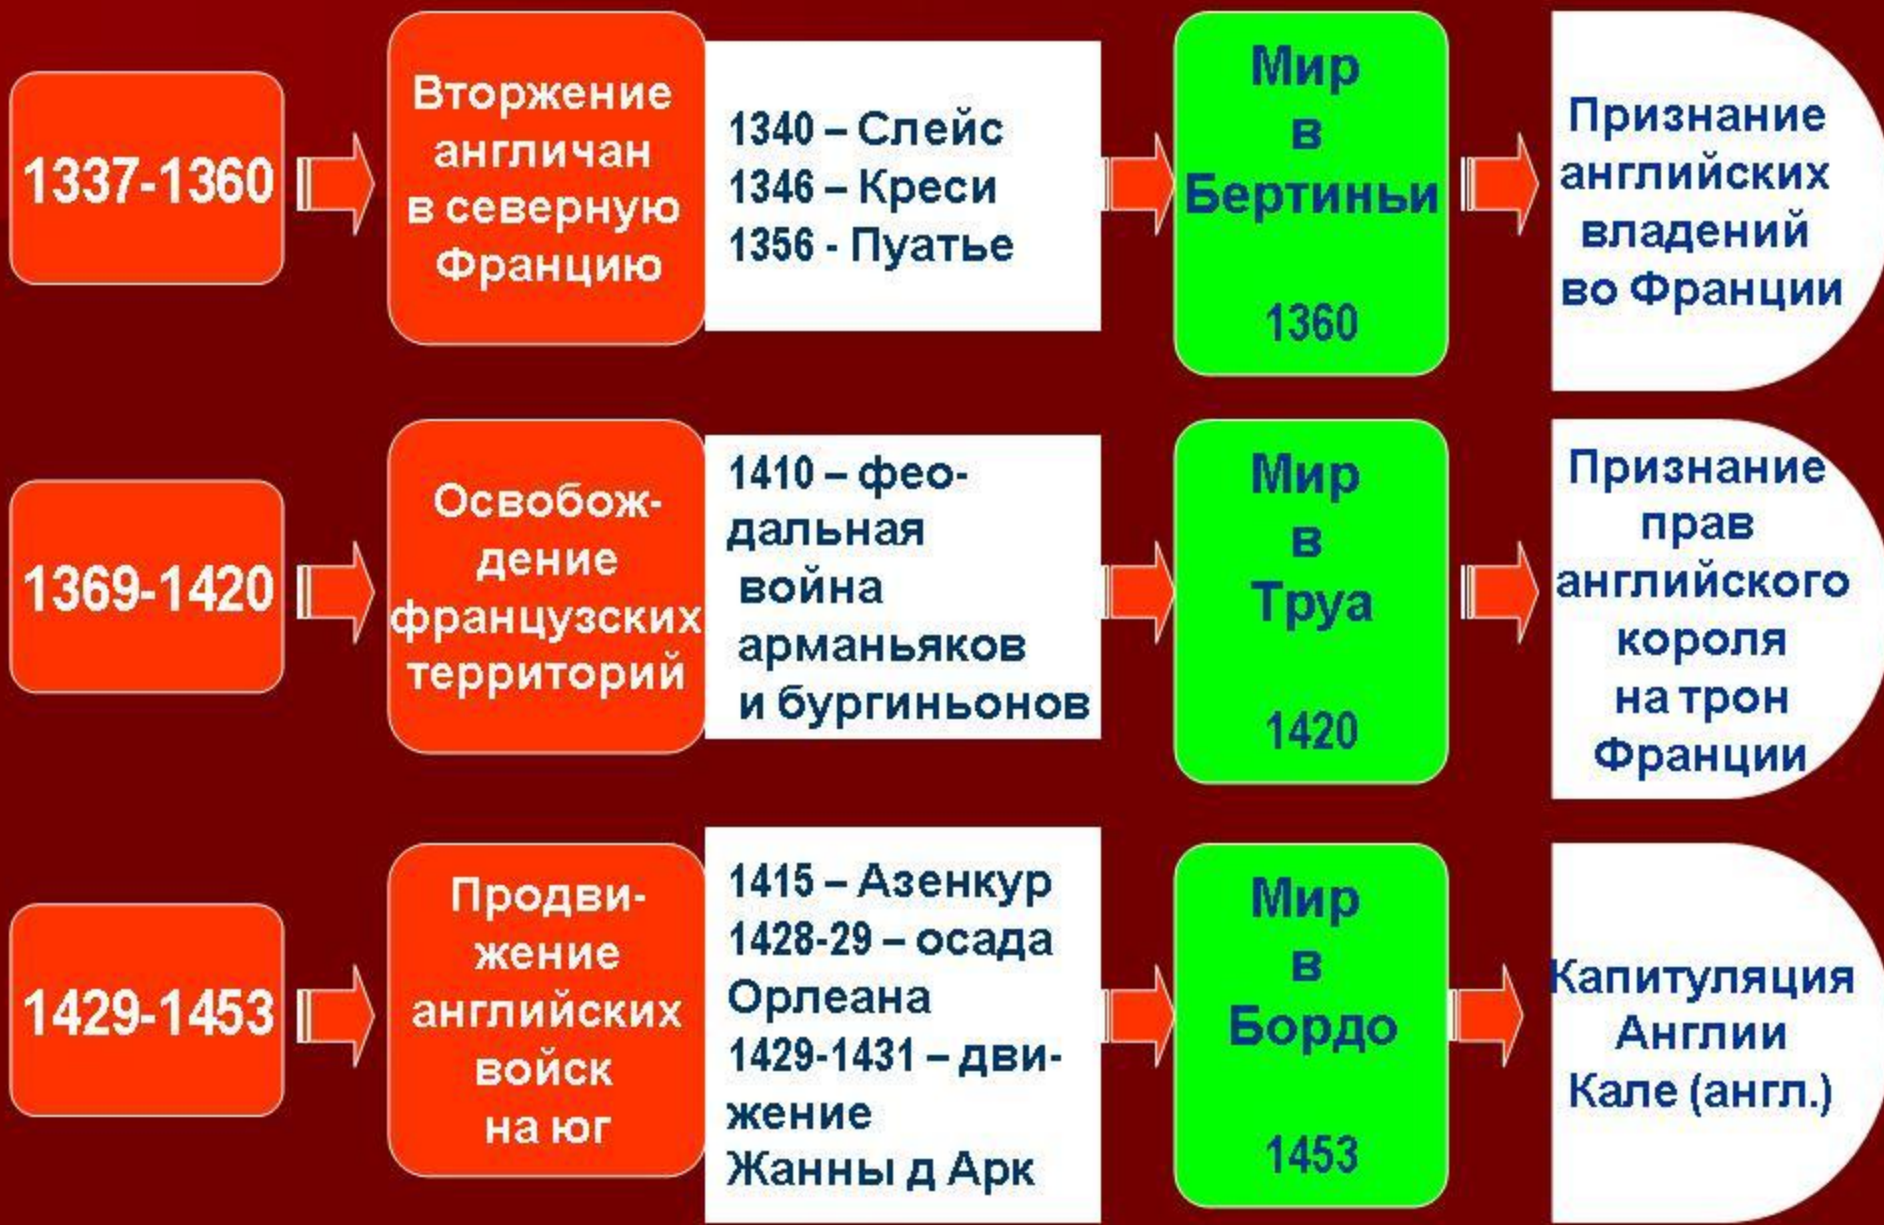 1337-1360
Вторжение
англичан
в северную
Францию
1340 – Слейс
1346 – Креси
1356 - Пуатье
Мир
в
Бертиньи
1360
Признание
английских
владений
во Франции
1369-1420
Освобож-
дение
французских
территорий
1410 – фео-
дальная
война
арманьяков
и бургиньонов
Мир
в
Труа
1420
Признание
прав
английского
короля
на трон
Франции
1429-1453
Продви-
жение
английских
войск
на юг
1415 – Азенкур
1428-29 – осада
Орлеана
1429-1431 – дви-
жение
Жанны д Арк
Мир
в
Бордо
1453
Капитуляция
Англии
Кале (англ.)